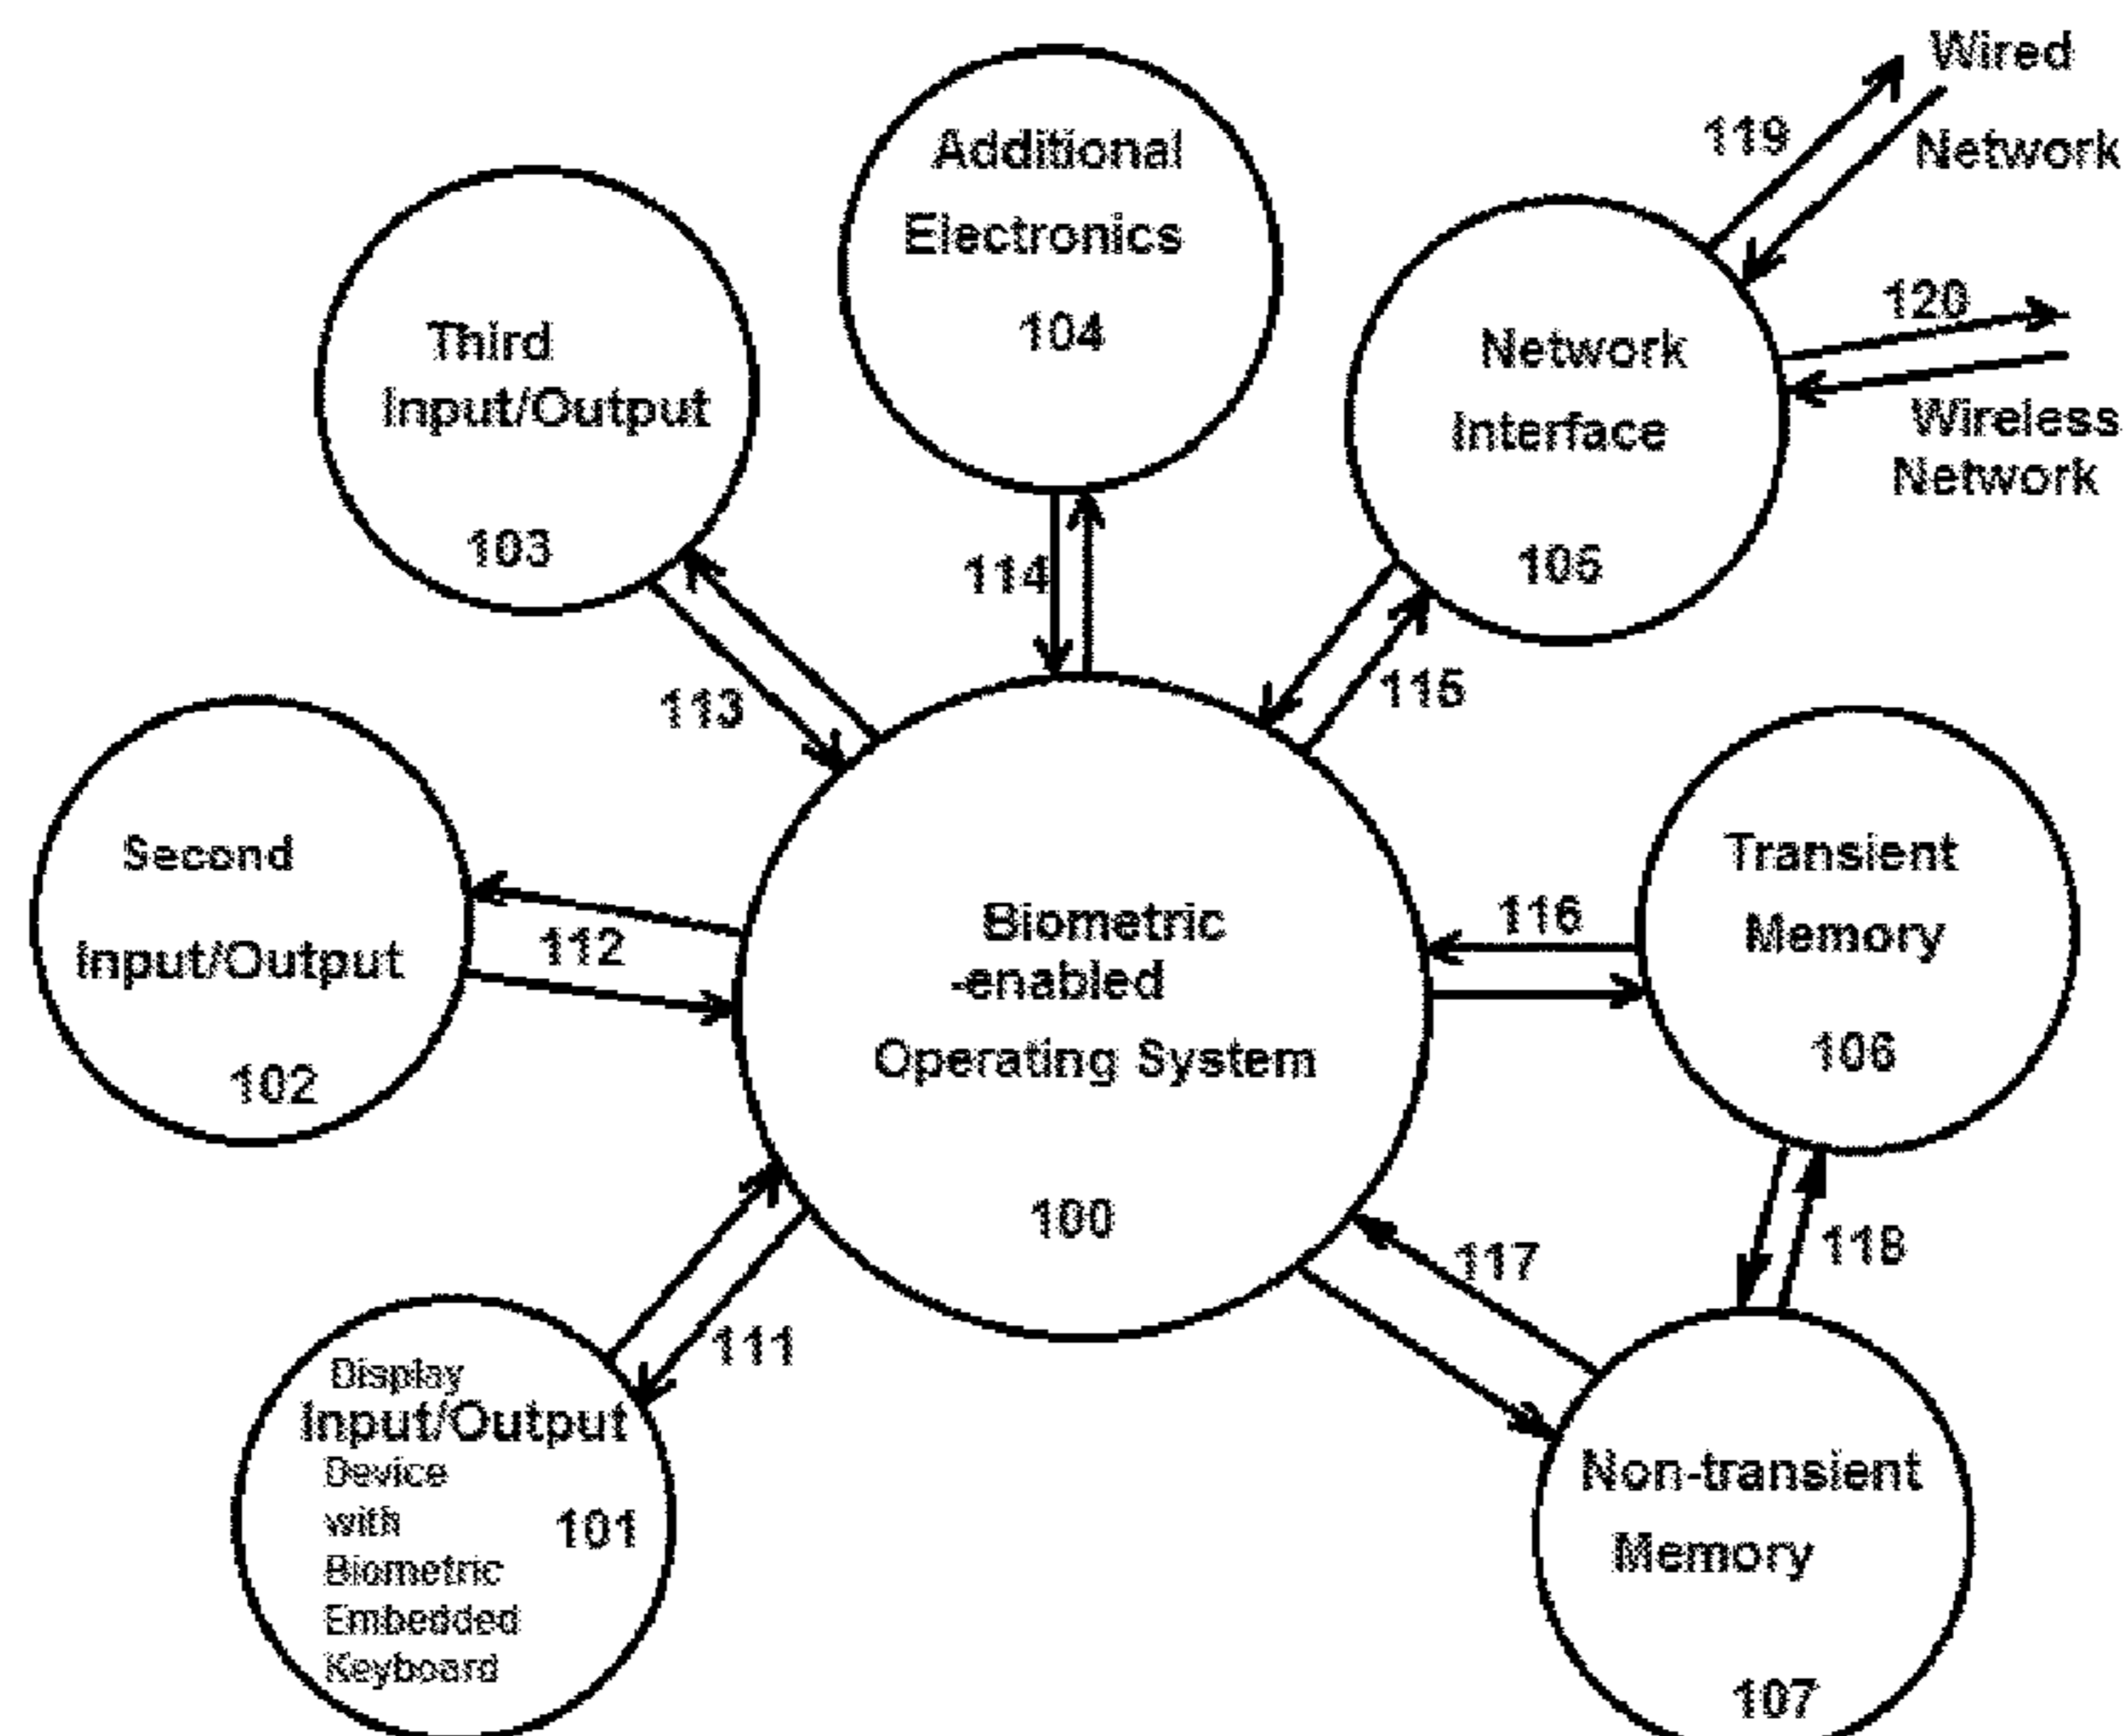 Wired
119
Network
Additional
Electronics
104
120
Network
Interface
105
Wireless
Network
Third
Input/Output
103
114
113
115
Second
Input/Output
102
112
Biometric
-enabled
Operating System
100
116
Transient
Memory
106
118
117
111
Display
Input/Output
Device
with
101
Biometric
Embedded
Keyboard
Non-transient
Memory
107